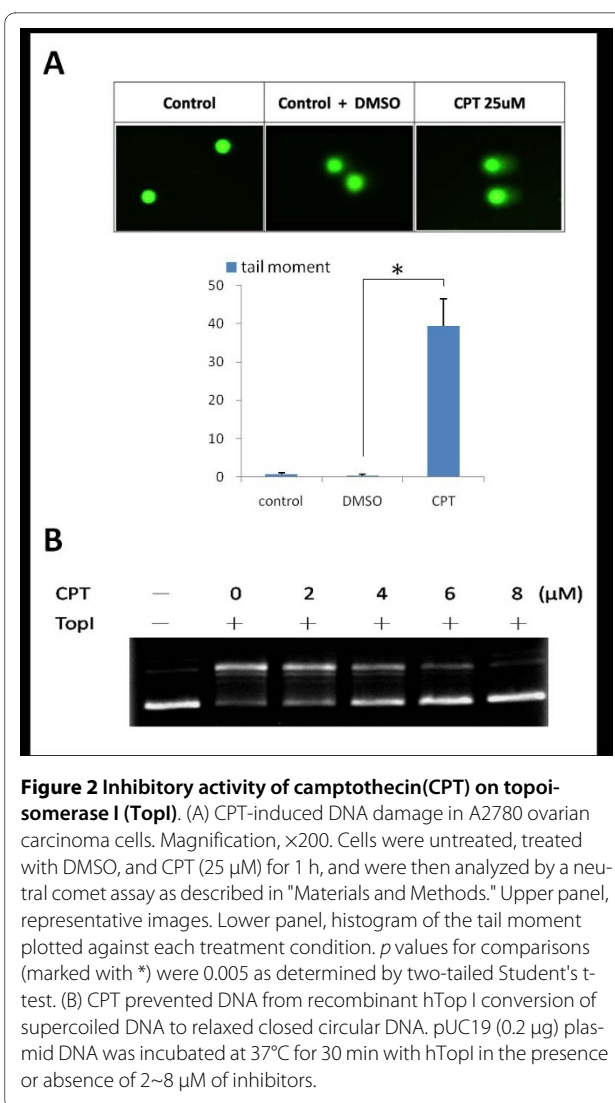 A
Control Control + DMSO CPT 25uM
tail moment
*
50
40
30
20
10
0
control DMSO CPT
B
CPT — 0 2 4 6 8 (μM)
TopI — + + + + +
Figure 2 Inhibitory activity of camptothecin(CPT) on topoi-
somerase I (TopI). (A) CPT-induced DNA damage in A2780 ovarian
carcinoma cells. Magnification, ×200. Cells were untreated, treated
with DMSO, and CPT (25 μM) for 1 h, and were then analyzed by a neu-
tral comet assay as described in "Materials and Methods." Upper panel,
representative images. Lower panel, histogram of the tail moment
plotted against each treatment condition. p values for comparisons
(marked with *) were 0.005 as determined by two-tailed Student's t-
test. (B) CPT prevented DNA from recombinant hTop I conversion of
supercoiled DNA to relaxed closed circular DNA. pUC19 (0.2 μg) plas-
mid DNA was incubated at 37°C for 30 min with hTopI in the presence
or absence of 2~8 μM of inhibitors.